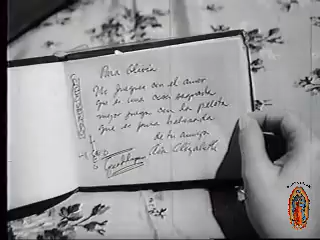 Para Olivia
No juegues con el amor
que es una cosa sagrada
mejor juega con la pelota
que es pura babosada
de tu amiga
Elizabeth